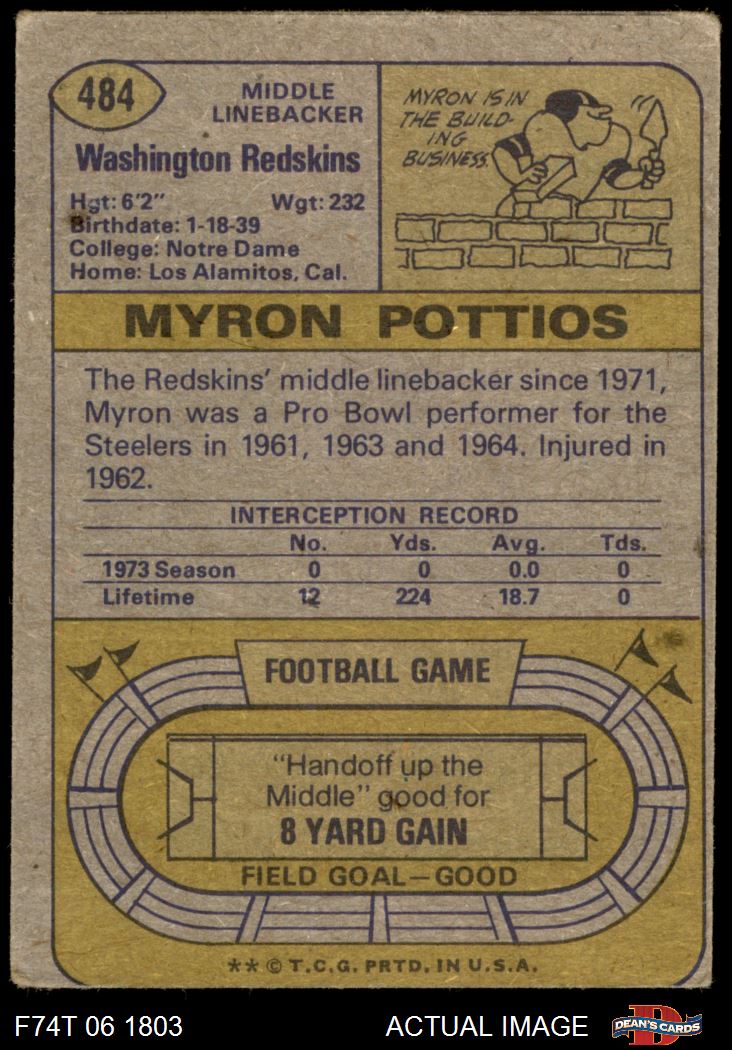 484
MIDDLE
LINEBACKER
Washington Redskins
Hgt: 6'2" Wgt: 232
Birthdate: 1-18-39
College: Notre Dame
Home: Los Alamitos, Cal.
MYRON IS IN
THE BUILD-
ING
BUSINESS.
MYRON POTTIOS
The Redskins' middle linebacker since 1971,
Myron was a Pro Bowl performer for the
Steelers in 1961, 1963 and 1964. Injured in
1962.
INTERCEPTION RECORD
No. Yds. Avg. Tds.
1973 Season 0 0 0.0 0
Lifetime 12 224 18.7 0
FOOTBALL GAME
"Handoff up the
Middle" good for
8 YARD GAIN
FIELD GOAL—GOOD
** © T.C.G. PRTD. IN U.S.A.
F74T 06 1803 ACTUAL IMAGE
D
DEAN'S CARDS